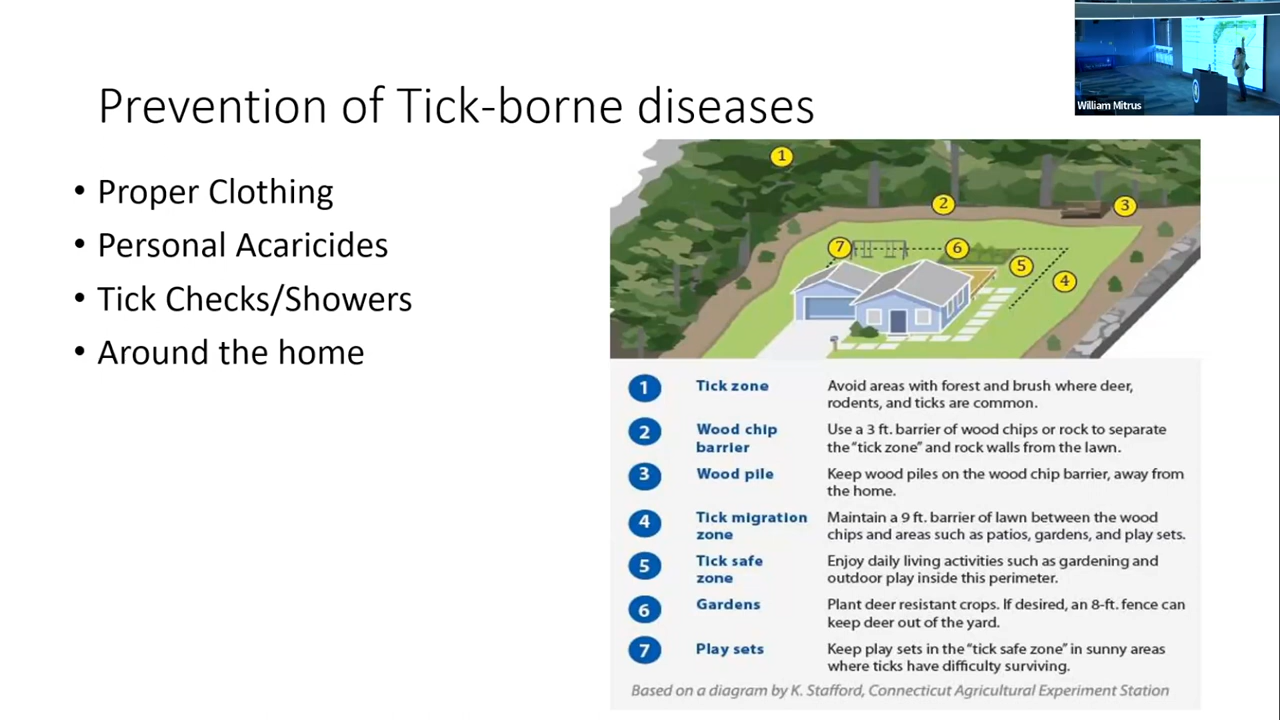 William Mitrus
Prevention of Tick-borne diseases
• Proper Clothing
• Personal Acaricides
• Tick Checks/Showers
• Around the home
1
2
3
7
6
5
4
1 Tick zone Avoid areas with forest and brush where deer,
rodents, and ticks are common.
2 Wood chip Use a 3 ft. barrier of wood chips or rock to separate
barrier the “tick zone” and rock walls from the lawn.
3 Wood pile Keep wood piles on the wood chip barrier, away from
the home.
4 Tick migration Maintain a 9 ft. barrier of lawn between the wood
zone chips and areas such as patios, gardens, and play sets.
5 Tick safe Enjoy daily living activities such as gardening and
zone outdoor play inside this perimeter.
6 Gardens Plant deer resistant crops. If desired, an 8-ft. fence can
keep deer out of the yard.
7 Play sets Keep play sets in the “tick safe zone” in sunny areas
where ticks have difficulty surviving.
Based on a diagram by K. Stafford, Connecticut Agricultural Experiment Station